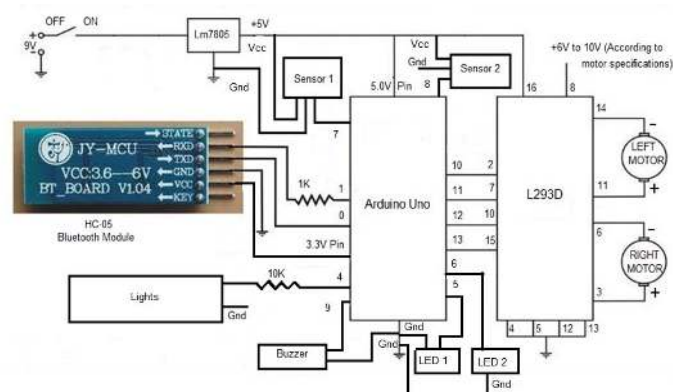 OFF ON
+
9V
-
Lm7805
+5V
Vcc
Gnd
Sensor 1
Vcc
Gnd
Sensor 2
5.0V Pin
8
7
+6V to 10V (According to
motor specifications)
16
8
14
-
LEFT
MOTOR
+
11
STATE
JY-MCU
RXD
TXD
VCC:3.6--6V
GND
BT_BOARD V1.04
VCC
KEY
HC-05
Bluetooth Module
1K
1
0
3.3V Pin
Arduino Uno
10
2
11
7
12
10
13
15
L293D
6
-
RIGHT
MOTOR
3
+
Lights
10K
Gnd
4
9
6
5
Buzzer
Gnd
Gnd
LED 1
LED 2
Gnd
4
5
12
13